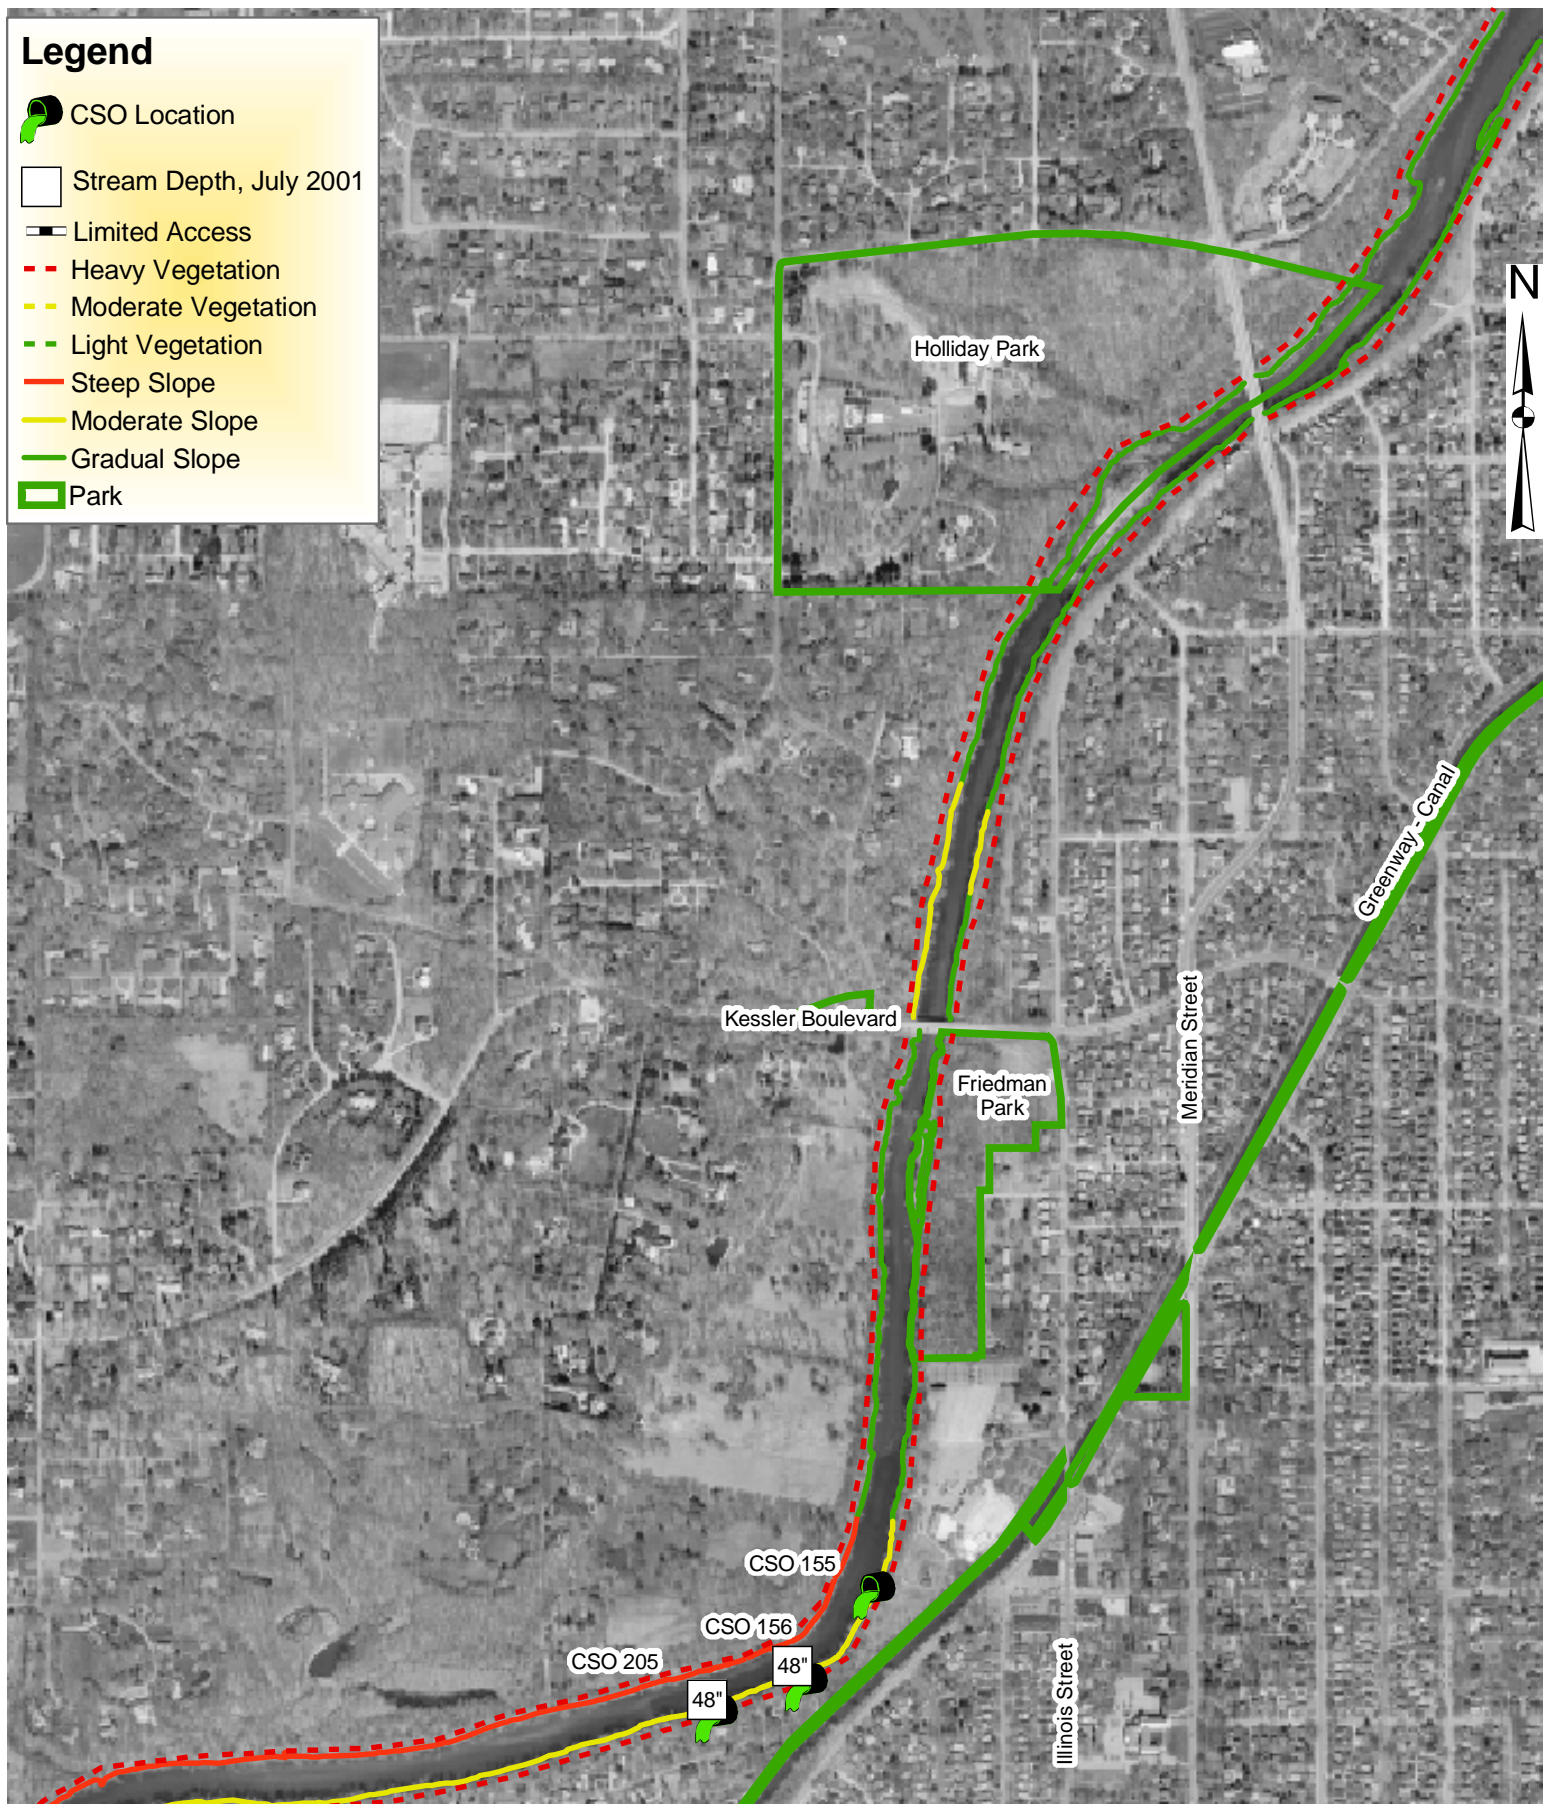 Legend
CSO Location
Stream Depth, July 2001
Limited Access
Heavy Vegetation
Moderate Vegetation
Light Vegetation
Steep Slope
Moderate Slope
Gradual Slope
Park
N
Holliday Park
Greenway - Canal
Kessler Boulevard
Meridian Street
Friedman
Park
CSO 155
CSO 156
CSO 205
48"
48"
Illinois Street